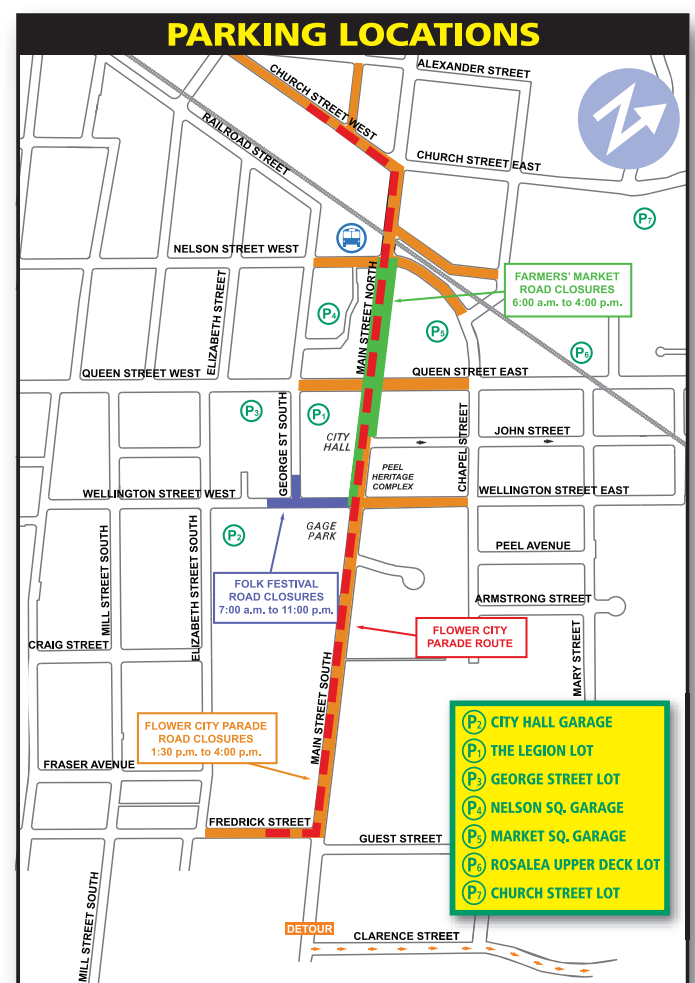 PARKING LOCATIONS
ALEXANDER STREET
CHURCH STREET WEST
N
RAILROAD STREET
CHURCH STREET EAST
P7
NELSON STREET WEST
FARMERS' MARKET
ROAD CLOSURES
6:00 a.m. to 4:00 p.m.
ELIZABETH STREET
MAIN STREET NORTH
P4
P5
P6
QUEEN STREET WEST
QUEEN STREET EAST
P3
P1
GEORGE ST SOUTH
CITY
HALL
CHAPEL STREET
JOHN STREET
PEEL
HERITAGE
COMPLEX
WELLINGTON STREET WEST
WELLINGTON STREET EAST
GAGE
PARK
P2
MILL STREET SOUTH
ELIZABETH STREET SOUTH
PEEL AVENUE
FOLK FESTIVAL
ROAD CLOSURES
7:00 a.m. to 11:00 p.m.
ARMSTRONG STREET
CRAIG STREET
FLOWER CITY
PARADE ROUTE
MARY STREET
MAIN STREET SOUTH
FLOWER CITY PARADE
ROAD CLOSURES
1:30 p.m. to 4:00 p.m.
FRASER AVENUE
P2 CITY HALL GARAGE
P1 THE LEGION LOT
P3 GEORGE STREET LOT
P4 NELSON SQ. GARAGE
P5 MARKET SQ. GARAGE
P6 ROSALEA UPPER DECK LOT
P7 CHURCH STREET LOT
FREDRICK STREET
GUEST STREET
MILL STREET SOUTH
DETOUR
CLARENCE STREET